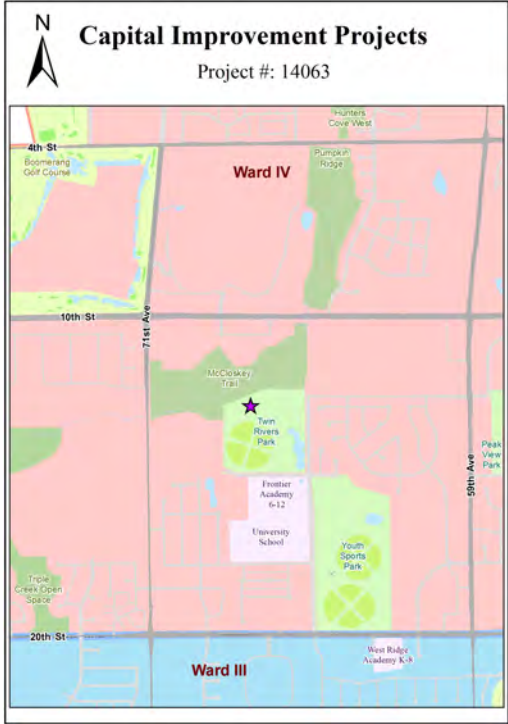 N
Capital Improvement Projects
Project #: 14063
Hunters
Cove West
4th St
Boomerang
Golf Course
Ward IV
Pumpkin
Ridge
10th St
71st Ave
McCloskey
Trail
Twin
Rivers
Park
Peak
View
Park
59th Ave
Frontier
Academy
6-12
University
School
Youth
Sports
Park
Triple
Creek Open
Space
20th St
West Ridge
Academy K-8
Ward III